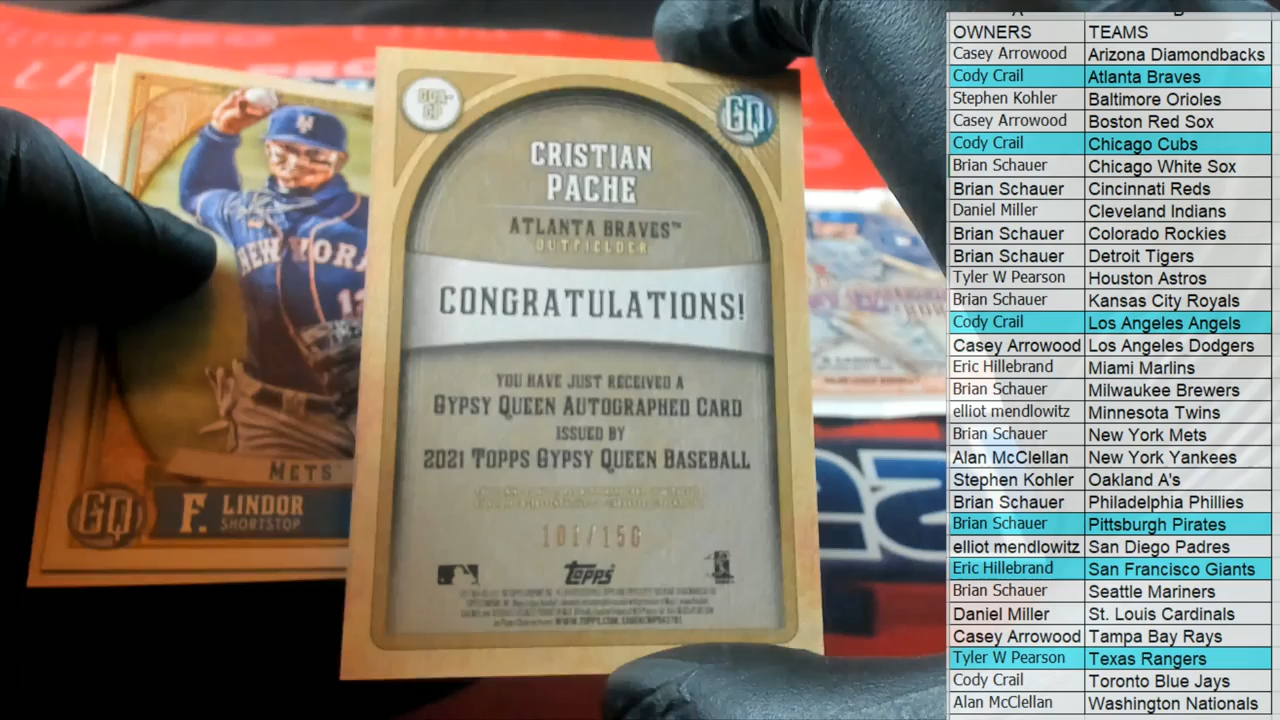 NEW YORK
12
METS
GQ
F. LINDOR
SHORTSTOP
GQA-
CP
GQ
CRISTIAN
PACHE
ATLANTA BRAVES™
OUTFIELDER
CONGRATULATIONS!
YOU HAVE JUST RECEIVED A
GYPSY QUEEN AUTOGRAPHED CARD
ISSUED BY
2021 TOPPS GYPSY QUEEN BASEBALL
101/150
Topps
A B
OWNERS TEAMS
Casey Arrowood Arizona Diamondbacks
Cody Crail Atlanta Braves
Stephen Kohler Baltimore Orioles
Casey Arrowood Boston Red Sox
Cody Crail Chicago Cubs
Brian Schauer Chicago White Sox
Brian Schauer Cincinnati Reds
Daniel Miller Cleveland Indians
Brian Schauer Colorado Rockies
Brian Schauer Detroit Tigers
Tyler W Pearson Houston Astros
Brian Schauer Kansas City Royals
Cody Crail Los Angeles Angels
Casey Arrowood Los Angeles Dodgers
Eric Hillebrand Miami Marlins
Brian Schauer Milwaukee Brewers
elliot mendlowitz Minnesota Twins
Brian Schauer New York Mets
Alan McClellan New York Yankees
Stephen Kohler Oakland A's
Brian Schauer Philadelphia Phillies
Brian Schauer Pittsburgh Pirates
elliot mendlowitz San Diego Padres
Eric Hillebrand San Francisco Giants
Brian Schauer Seattle Mariners
Daniel Miller St. Louis Cardinals
Casey Arrowood Tampa Bay Rays
Tyler W Pearson Texas Rangers
Cody Crail Toronto Blue Jays
Alan McClellan Washington Nationals